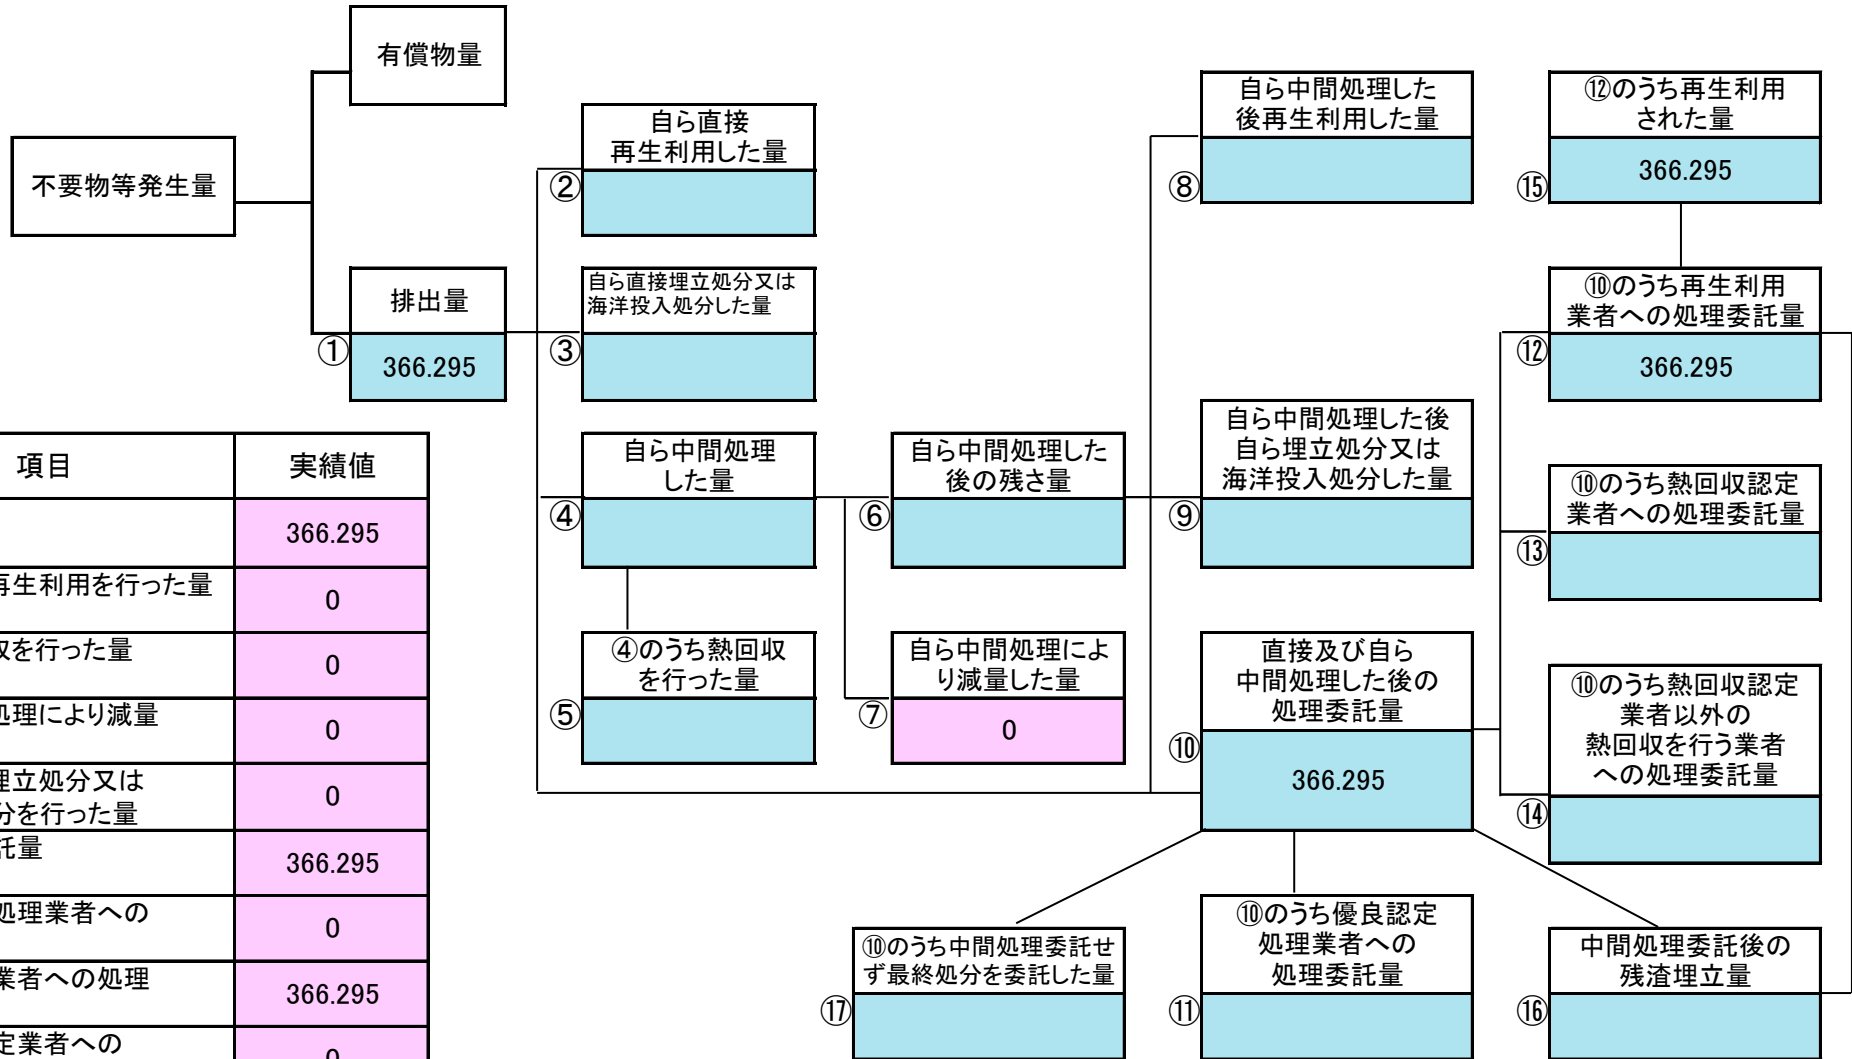 有償物量
不要物等発生量
排出量
①
366.295
自ら直接
再生利用した量
②
自ら直接埋立処分又は
海洋投入処分した量
③
自ら中間処理
した量
④
④のうち熱回収
を行った量
⑤
自ら中間処理した
後の残さ量
⑥
自ら中間処理によ
り減量した量
⑦
0
自ら中間処理した
後再生利用した量
⑧
自ら中間処理した後
自ら埋立処分又は
海洋投入処分した量
⑨
直接及び自ら
中間処理した後の
処理委託量
⑩
366.295
⑫のうち再生利用
された量
⑮
366.295
⑩のうち再生利用
業者への処理委託量
⑫
366.295
⑩のうち熱回収認定
業者への処理委託量
⑬
⑩のうち熱回収認定
業者以外の
熱回収を行う業者
への処理委託量
⑭
⑩のうち中間処理委託せ
ず最終処分を委託した量
⑰
⑩のうち優良認定
処理業者への
処理委託量
⑪
中間処理委託後の
残渣埋立量
⑯
項目
実績値
366.295
再生利用を行った量
0
を行った量
0
処理により減量
0
埋立処分又は
分を行った量
0
託量
366.295
処理業者への
0
業者への処理
366.295
定業者への
0